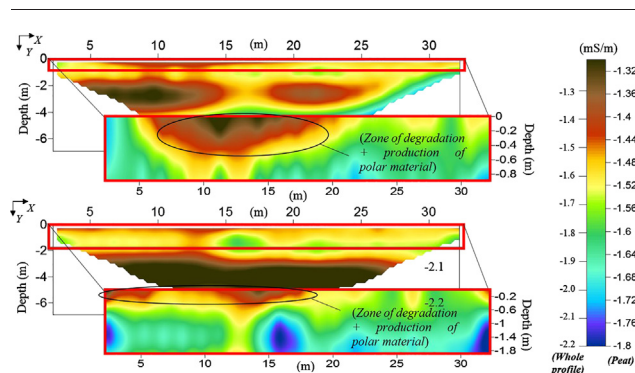 X
Y
5 10 15 (m) 20 25 30
0
-2
-4
-6
Depth (m)
0
-0.2
-0.4
-0.6
-0.8
Depth (m)
(Zone of degradation
+ production of
polar material)
5 10 15 (m) 20 25 30
X
Y
5 10 15 (m) 20 25 30
0
-2
-4
-6
Depth (m)
-2.1
-2.2
-0.2
-0.6
-1
-1.4
-1.8
Depth (m)
(Zone of degradation
+ production of
polar material)
5 10 15 (m) 20 25 30
(mS/m)
-1.3
-1.4
-1.5
-1.6
-1.7
-1.8
-1.9
-2
-2.1
-2.2
(Whole
profile)
-1.32
-1.36
-1.4
-1.44
-1.48
-1.52
-1.56
-1.6
-1.64
-1.68
-1.72
-1.76
-1.8
(Peat)